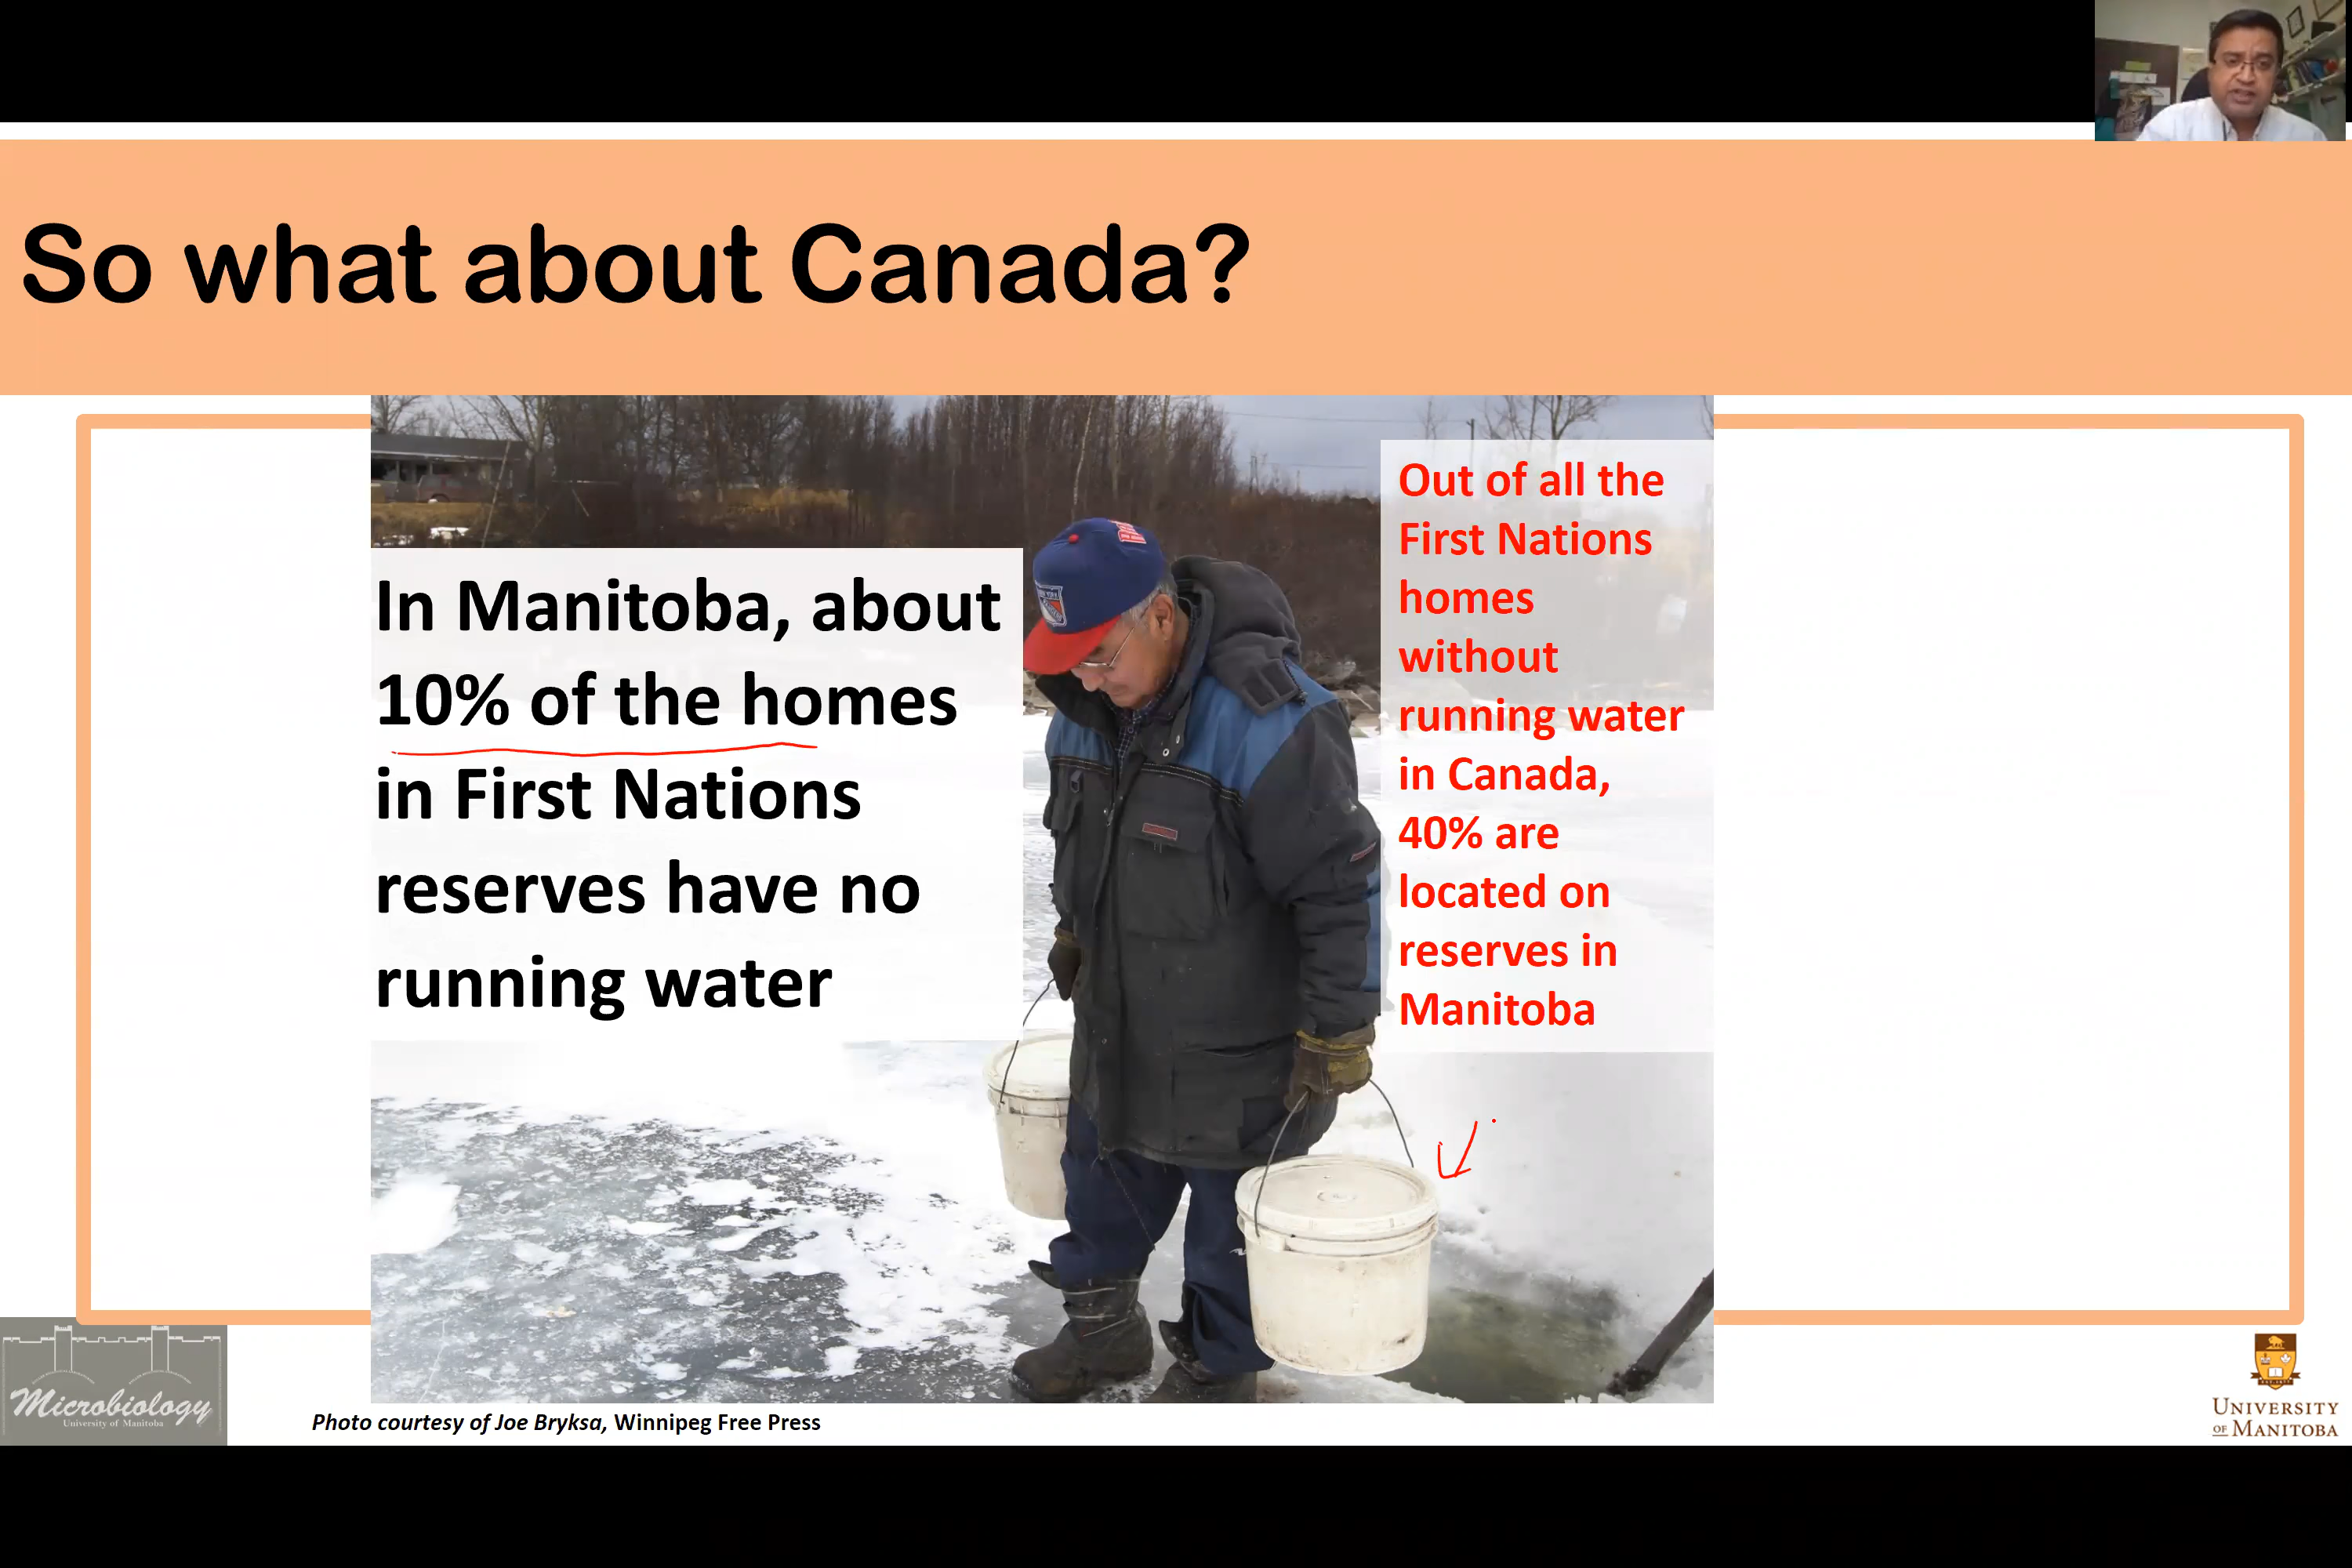 So what about Canada?
In Manitoba, about
10% of the homes
in First Nations
reserves have no
running water
Out of all the
First Nations
homes
without
running water
in Canada,
40% are
located on
reserves in
Manitoba
Microbiology
University of Manitoba
Photo courtesy of Joe Bryksa, Winnipeg Free Press
UNIVERSITY
OF MANITOBA